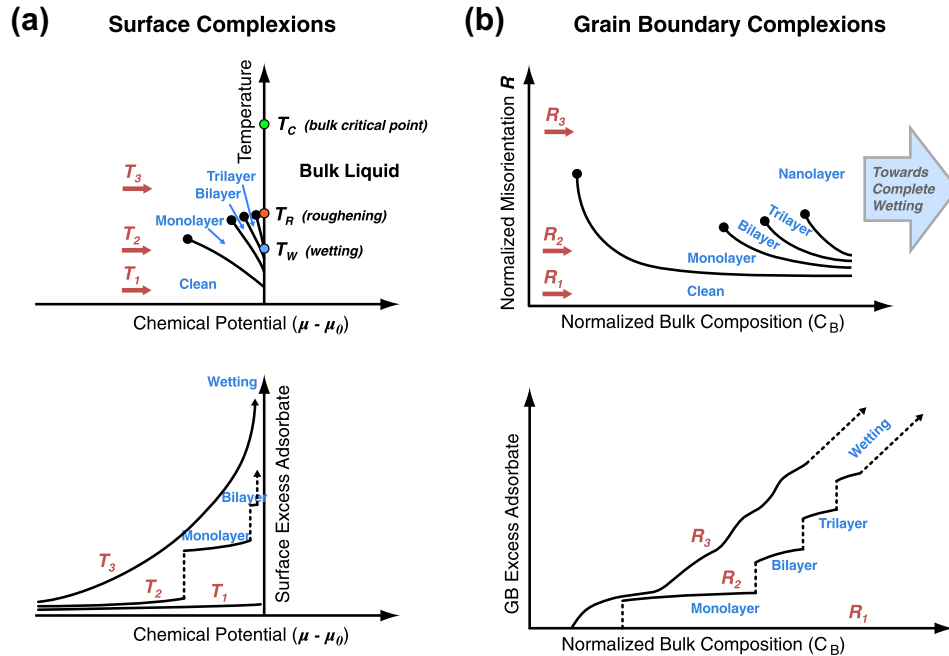 (a)
Surface Complexions
Temperature
T_C (bulk critical point)
Bulk Liquid
T_3
Trilayer
Bilayer
T_R (roughening)
Monolayer
T_2
T_W (wetting)
T_1
Clean
Chemical Potential (μ - μ_0)
Wetting
Surface Excess Adsorbate
Bilayer
Monolayer
T_3
T_2
T_1
Chemical Potential (μ - μ_0)
(b)
Grain Boundary Complexions
Normalized Misorientation R
R_3
Nanolayer
Towards
Complete
Wetting
Trilayer
Bilayer
R_2
Monolayer
R_1
Clean
Normalized Bulk Composition (C_B)
GB Excess Adsorbate
Wetting
Trilayer
R_3
Bilayer
R_2
Monolayer
R_1
Normalized Bulk Composition (C_B)